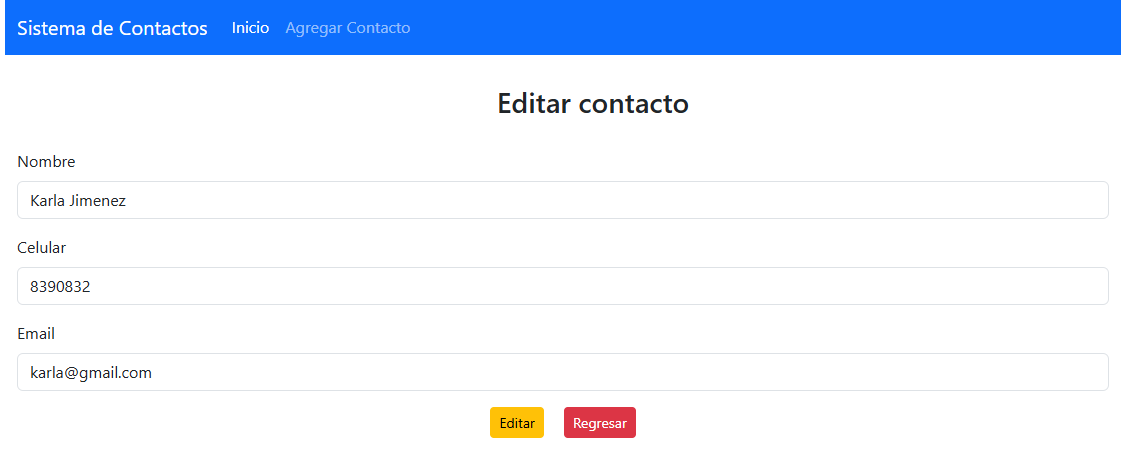 Sistema de Contactos Inicio Agregar Contacto
Editar contacto
Nombre
Karla Jimenez
Celular
8390832
Email
karla@gmail.com
Editar Regresar